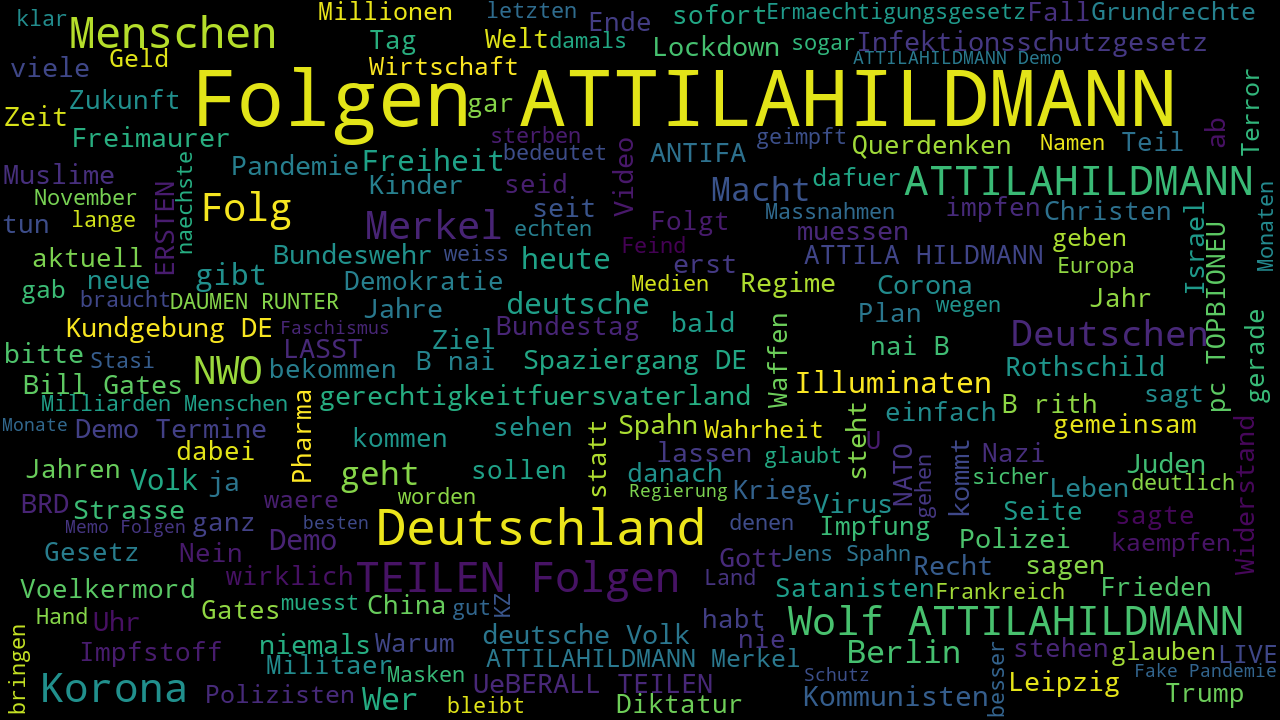 klar Menschen Millionen letzten Ende sofort Ermaechtigungsgesetz Fall Grundrechte
viele Geld Tag Welt damals Lockdown sogar Infektionsschutzgesetz
Wirtschaft ATTILAHILDMANN Demo
Zeit Zukunft Folgen gar ATTILAHILDMANN Terror
Freimaurer sterben geimpft Querdenken Namen Teil ab
Muslime Pandemie Freiheit bedeutet Video ANTIFA
November naechste Kinder seid Macht dafuer ATTILAHILDMANN
tun lange ERSTEN Folg Merkel seit echten Folgt Massnahmen impfen Christen Monaten
muessen
aktuell Bundeswehr weiss heute Feind erst ATTILA HILDMANN geben Israel
gab neue gibt Demokratie Medien Regime Corona Europa
braucht DAUMEN RUNTER Jahre deutsche Plan wegen Jahr
Kundgebung DE Faschismus Bundestag bald Deutschen pc TOPBIONEU gerade
bitte Stasi LASST Ziel Waffen nai B
Bill Gates NWO bekommen B nai Spaziergang DE Illuminaten Rothschild
Milliarden Menschen gerechtigkeitfuersvaterland sagt
Monate Demo Termine Pharma sehen Spahn Wahrheit einfach B rith gemeinsam
dabei kommen statt lassen glaubt steht U
Jahren Volk ja geht sollen danach NATO gehen kommt Nazi sicher Juden
BRD waere worden Regierung Krieg Leben deutlich Widerstand
Strasse Virus
Memo Folgen ganz besten Deutschland denen Impfung Seite sagte
Gesetz Nein Demo Gott Jens Spahn Polizei kaempfen
Voelkermord wirklich TEILEN Folgen Land Recht sagen
Gates muesst China gut KZ Satanisten Frankreich Frieden
Hand Uhr habt Wolf ATTILAHILDMANN
bringen Impfstoff niemals Warum deutsche Volk nie Berlin stehen glauben LIVE
Militaer Masken ATTILAHILDMANN Merkel Schutz besser Fake Pandemie
Korona Polizisten Wer UeBERALL TEILEN Kommunisten Leipzig Trump
bleibt Diktatur